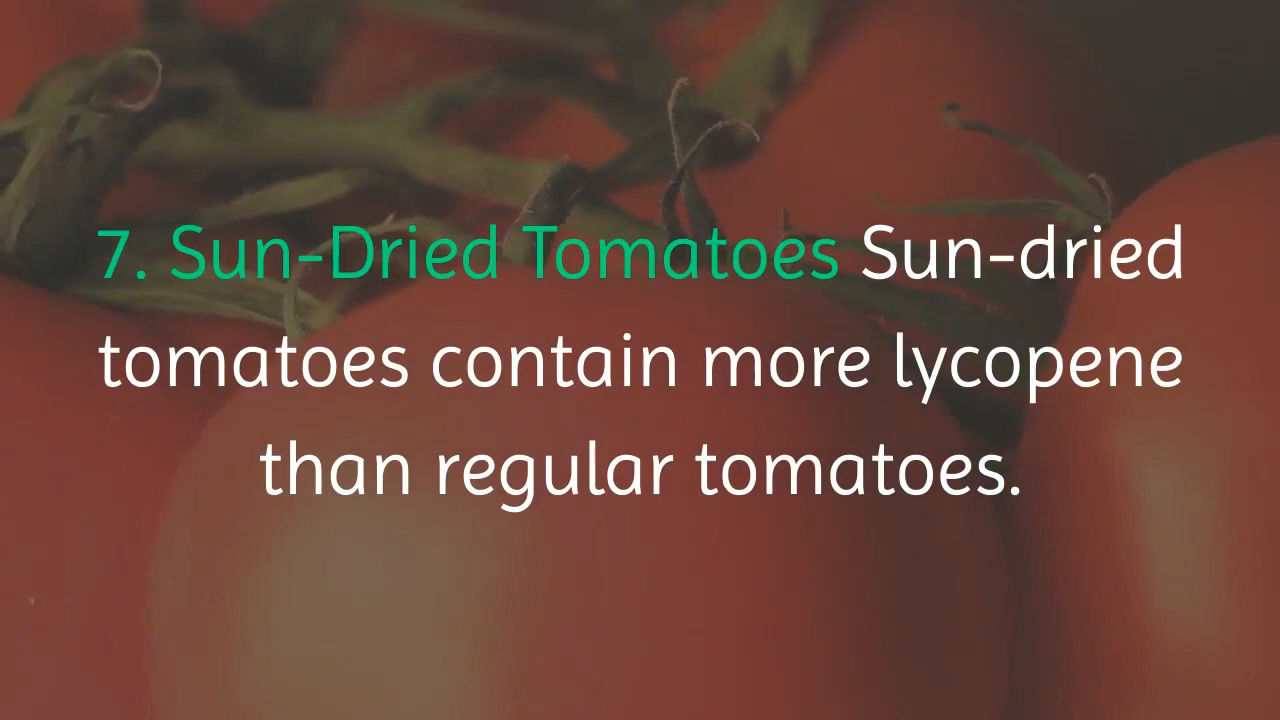 7. Sun-Dried Tomatoes Sun-dried
tomatoes contain more lycopene
than regular tomatoes.